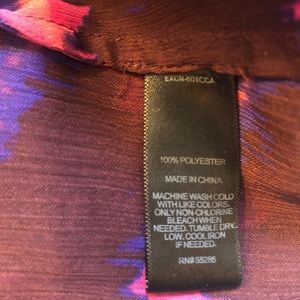 EXCN-601CCA
100% POLYESTER
MADE IN CHINA
MACHINE WASH COLD
WITH LIKE COLORS.
ONLY NON-CHLORINE
BLEACH WHEN
NEEDED. TUMBLE DRY
LOW. COOL IRON
IF NEEDED.
RN# 55285